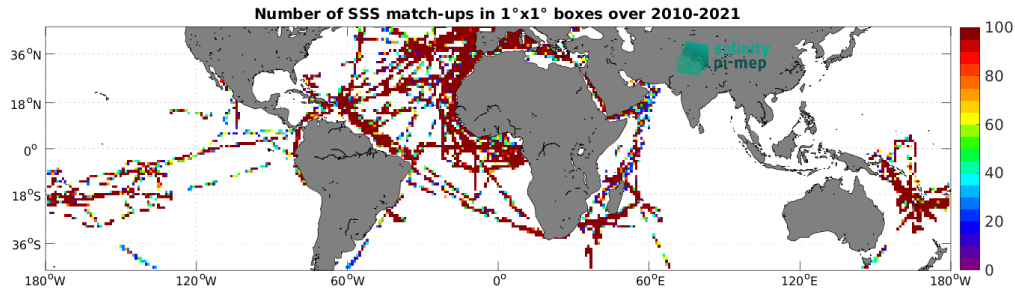 Number of SSS match-ups in 1°x1° boxes over 2010-2021
salinity
pi-mep
36°N
18°N
0°
18°S
36°S
180°W
120°W
60°W
0°
60°E
120°E
180°E
100
80
60
40
20
0